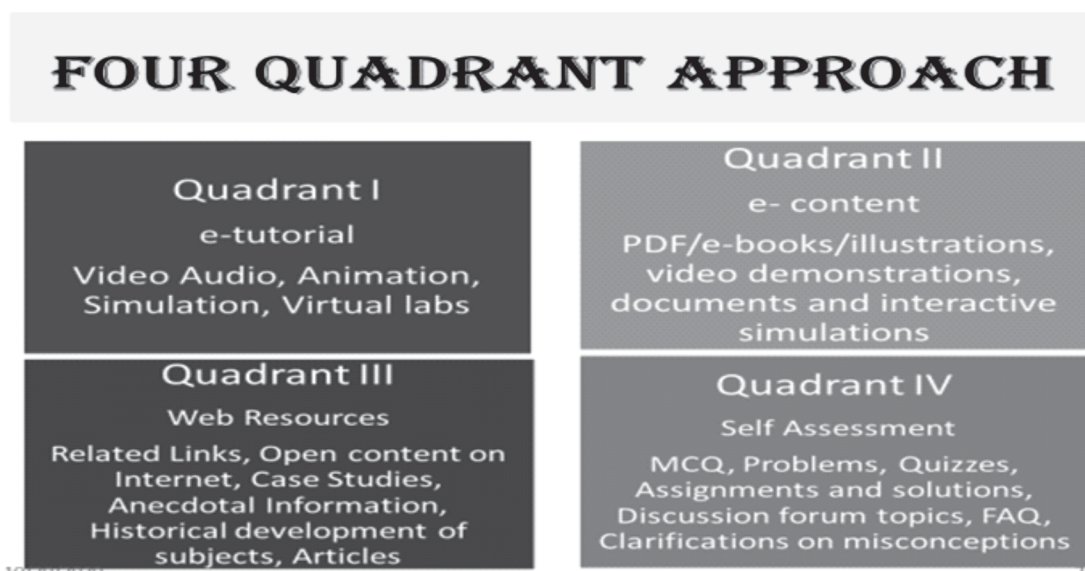 FOUR QUADRANT APPROACH
Quadrant I
e-tutorial
Video Audio, Animation,
Simulation, Virtual labs
Quadrant II
e- content
PDF/e-books/illustrations,
video demonstrations,
documents and interactive
simulations
Quadrant III
Web Resources
Related Links, Open content on
Internet, Case Studies,
Anecdotal Information,
Historical development of
subjects, Articles
Quadrant IV
Self Assessment
MCQ, Problems, Quizzes,
Assignments and solutions,
Discussion forum topics, FAQ,
Clarifications on misconceptions